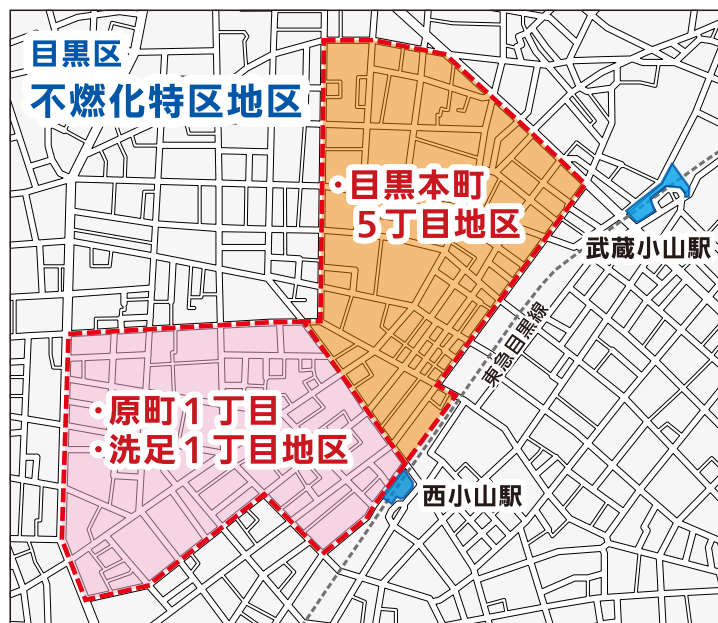 目黒区
不燃化特区地区
・目黒本町
５丁目地区
武蔵小山駅
東急目黒線
・原町１丁目
・洗足１丁目地区
西小山駅